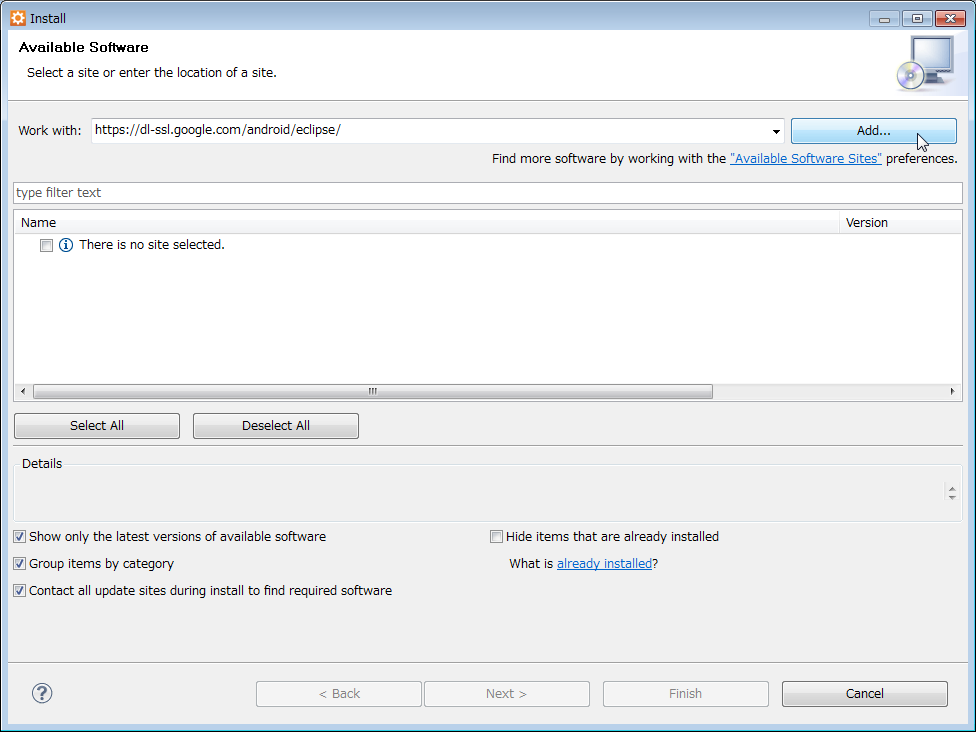 Install
Available Software
Select a site or enter the location of a site.
Work with: https://dl-ssl.google.com/android/eclipse/ Add...
Find more software by working with the "Available Software Sites" preferences.
type filter text
Name Version
There is no site selected.
Select All Deselect All
Details
Show only the latest versions of available software Hide items that are already installed
Group items by category What is already installed?
Contact all update sites during install to find required software
? < Back Next > Finish Cancel